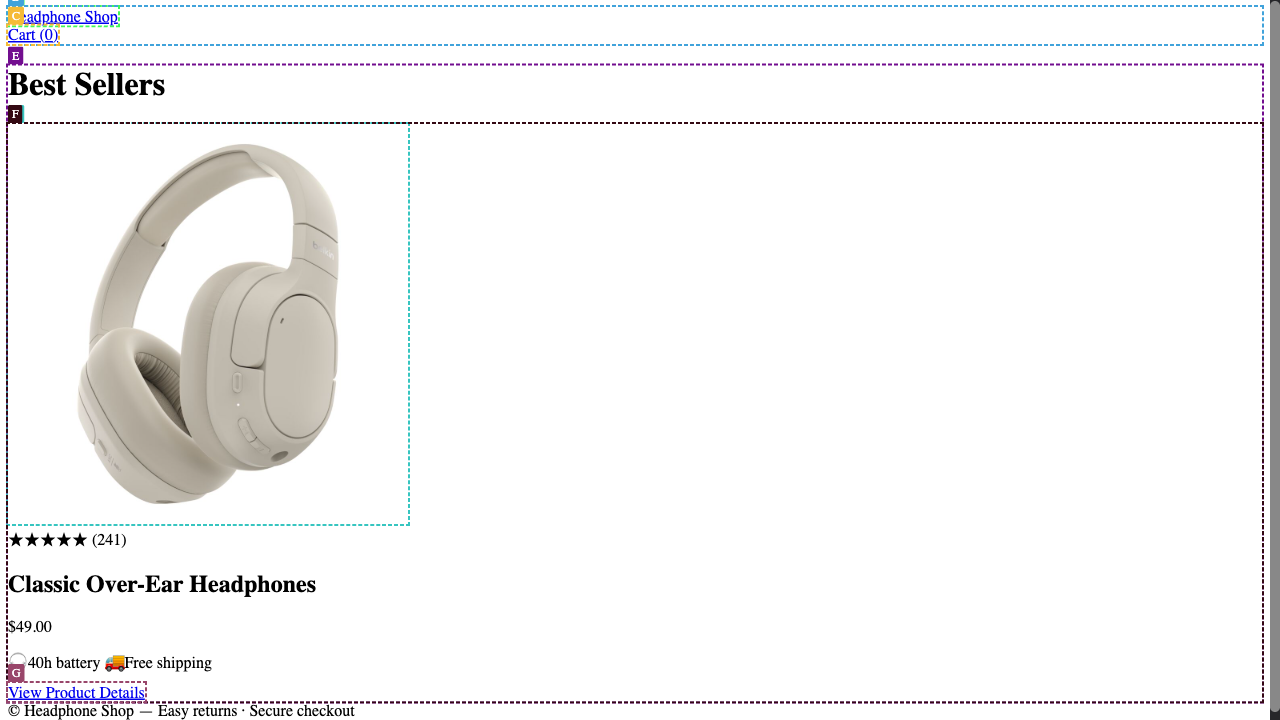 C
Headphone Shop
Cart (0)
E
Best Sellers
F
★★★★★ (241)
Classic Over-Ear Headphones
$49.00
40h battery 🚚Free shipping
G
View Product Details
© Headphone Shop — Easy returns · Secure checkout